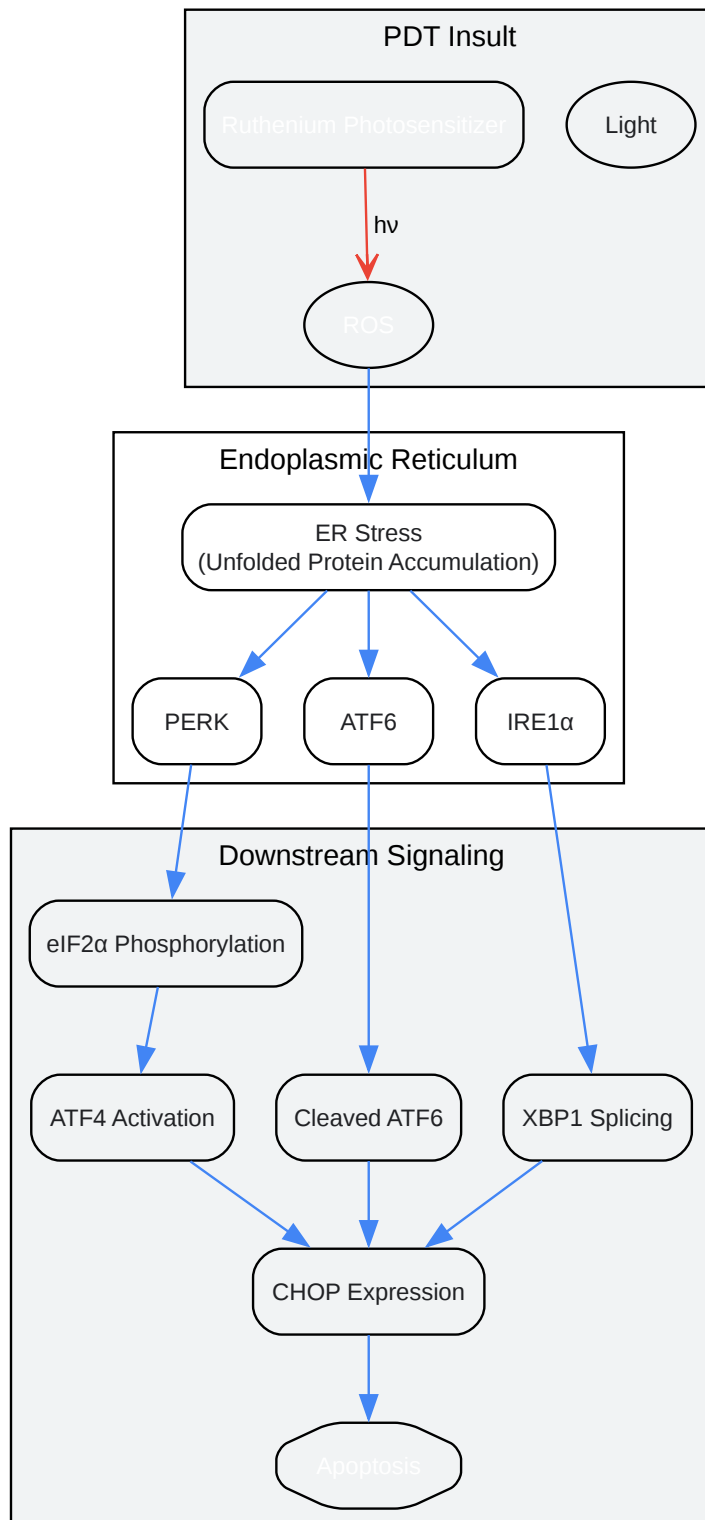 PDT Insult
Ruthenium Photosensitizer
Light
hν
ROS
Endoplasmic Reticulum
ER Stress
(Unfolded Protein Accumulation)
PERK
ATF6
IRE1α
Downstream Signaling
eIF2α Phosphorylation
ATF4 Activation
Cleaved ATF6
XBP1 Splicing
CHOP Expression
Apoptosis